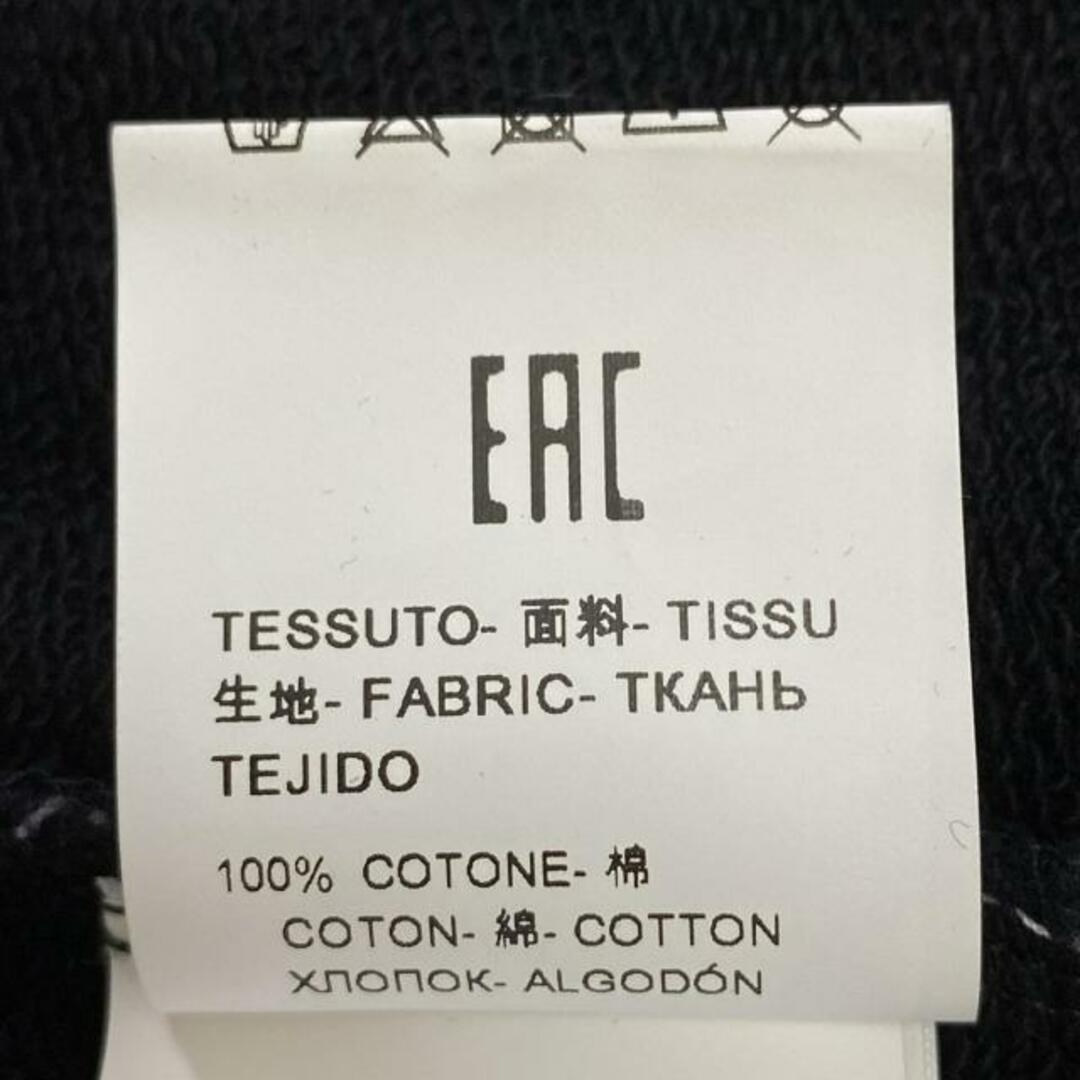 EAC
TESSUTO- 面料- TISSU
生地- FABRIC- ТКАНЬ
TEJIDO
100% COTONE- 棉
COTON- 綿- COTTON
ХЛОПОК- ALGODÓN